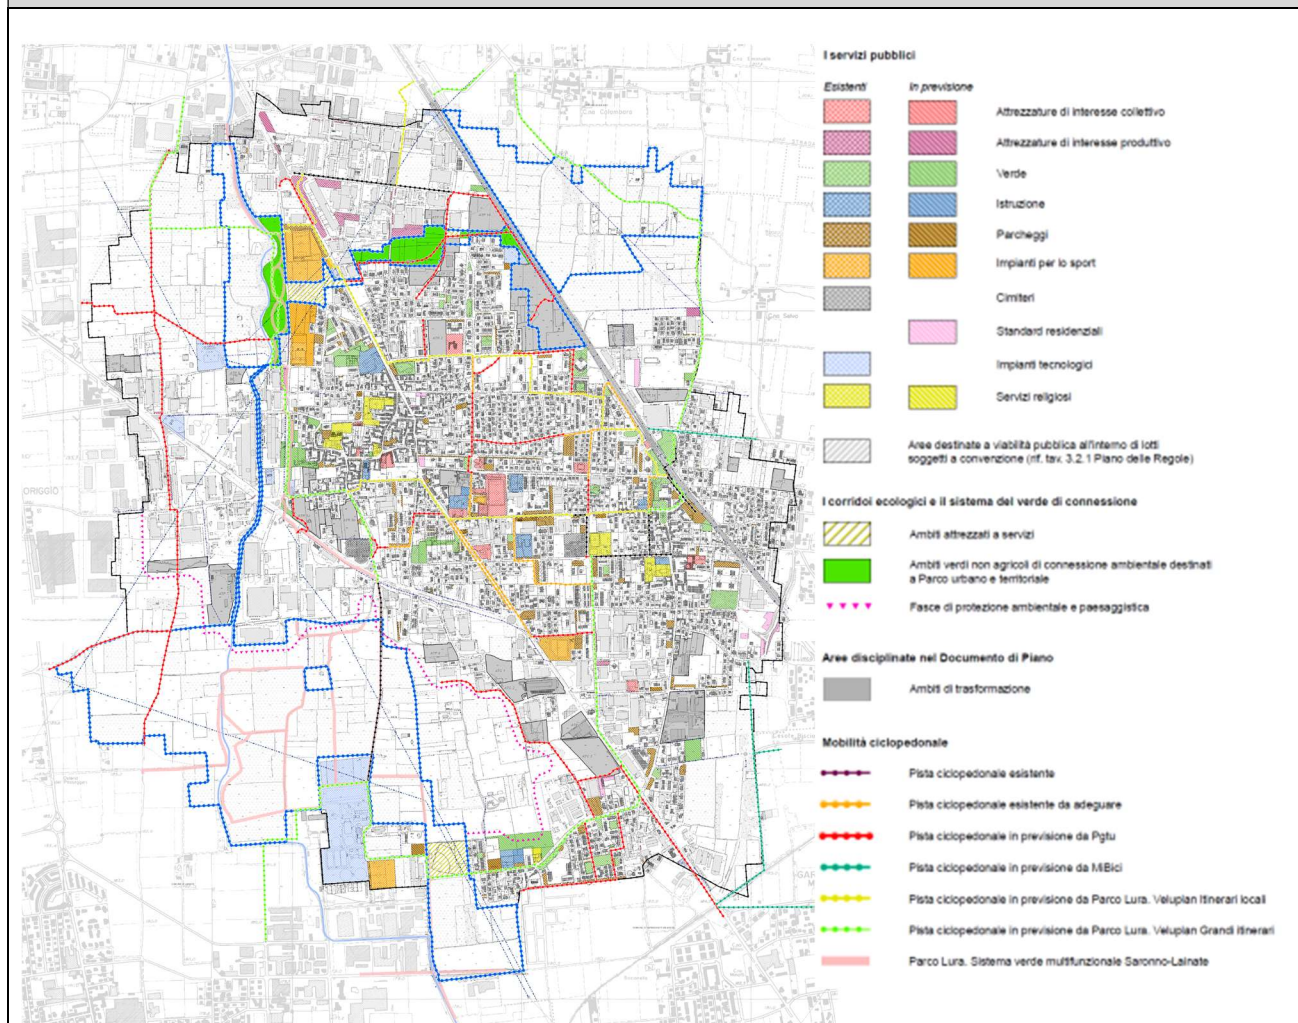 I servizi pubblici
Esistenti In previsione
Attrezzature di interesse collettivo
Attrezzature di interesse produttivo
Verde
Istruzione
Parcheggi
Impianti per lo sport
Cimiteri
Standard residenziali
Impianti tecnologici
Servizi religiosi
Aree destinate a viabilità pubblica all'interno di lotti
soggetti a convenzione (rif. tav. 3.2.1 Piano delle Regole)
I corridoi ecologici e il sistema del verde di connessione
Ambiti attrezzati a servizi
Ambiti verdi non agricoli di connessione ambientale destinati
a Parco urbano e territoriale
Fasce di protezione ambientale e paesaggistica
Aree disciplinate nel Documento di Piano
Ambiti di trasformazione
Mobilità ciclopedonale
Pista ciclopedonale esistente
Pista ciclopedonale esistente da adeguare
Pista ciclopedonale in previsione da Pgtu
Pista ciclopedonale in previsione da MiBici
Pista ciclopedonale in previsione da Parco Lura. Veluplan Itinerari locali
Pista ciclopedonale in previsione da Parco Lura. Veluplan Grandi Itinerari
Parco Lura. Sistema verde multifunzionale Saronno-Lainate
ORIGGIO